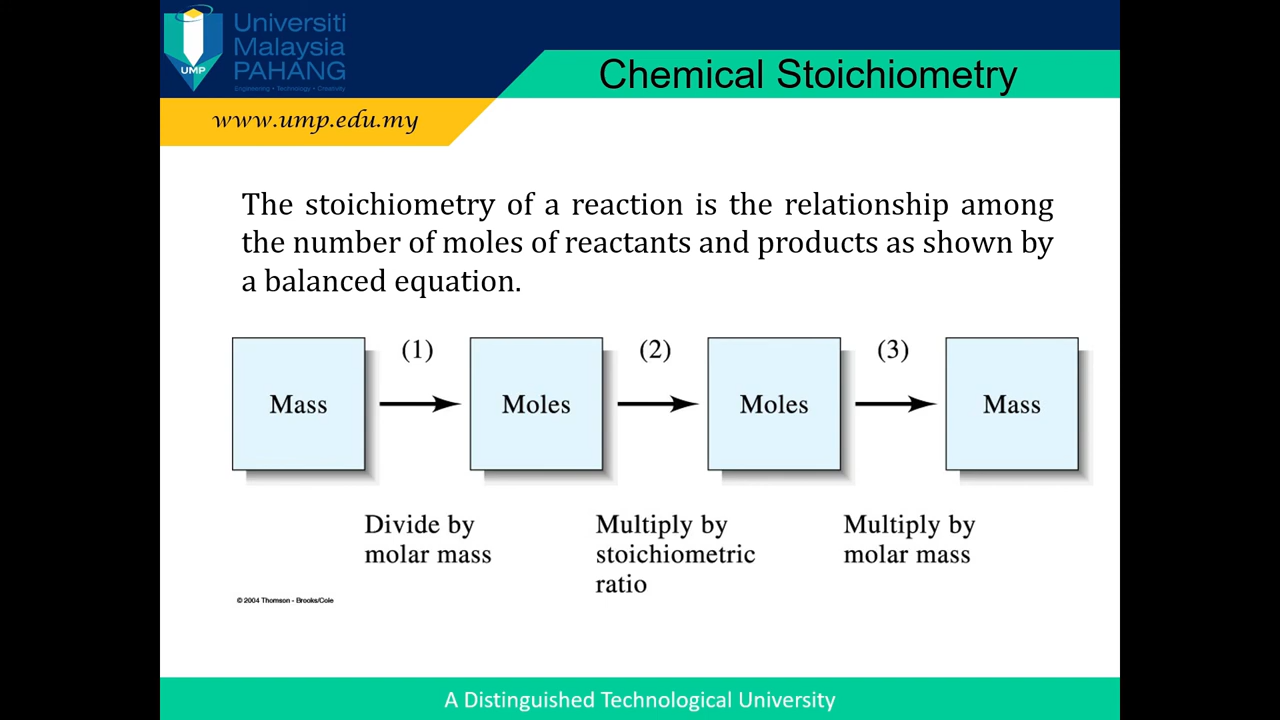 Universiti
Malaysia
PAHANG
UMP
Engineering • Technology • Creativity
Chemical Stoichiometry
www.ump.edu.my
The stoichiometry of a reaction is the relationship among
the number of moles of reactants and products as shown by
a balanced equation.
(1)
(2)
(3)
Mass
Moles
Moles
Mass
Divide by
molar mass
Multiply by
stoichiometric
ratio
Multiply by
molar mass
© 2004 Thomson - Brooks/Cole
A Distinguished Technological University